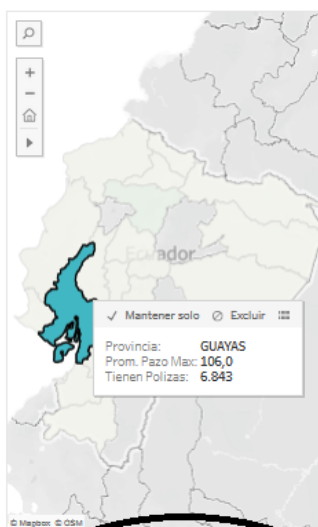 Ecuador
Mantener solo Excluir
Provincia: GUAYAS
Prom. Pazo Max: 106,0
Tienen Polizas: 6.843
© Mapbox © OSM